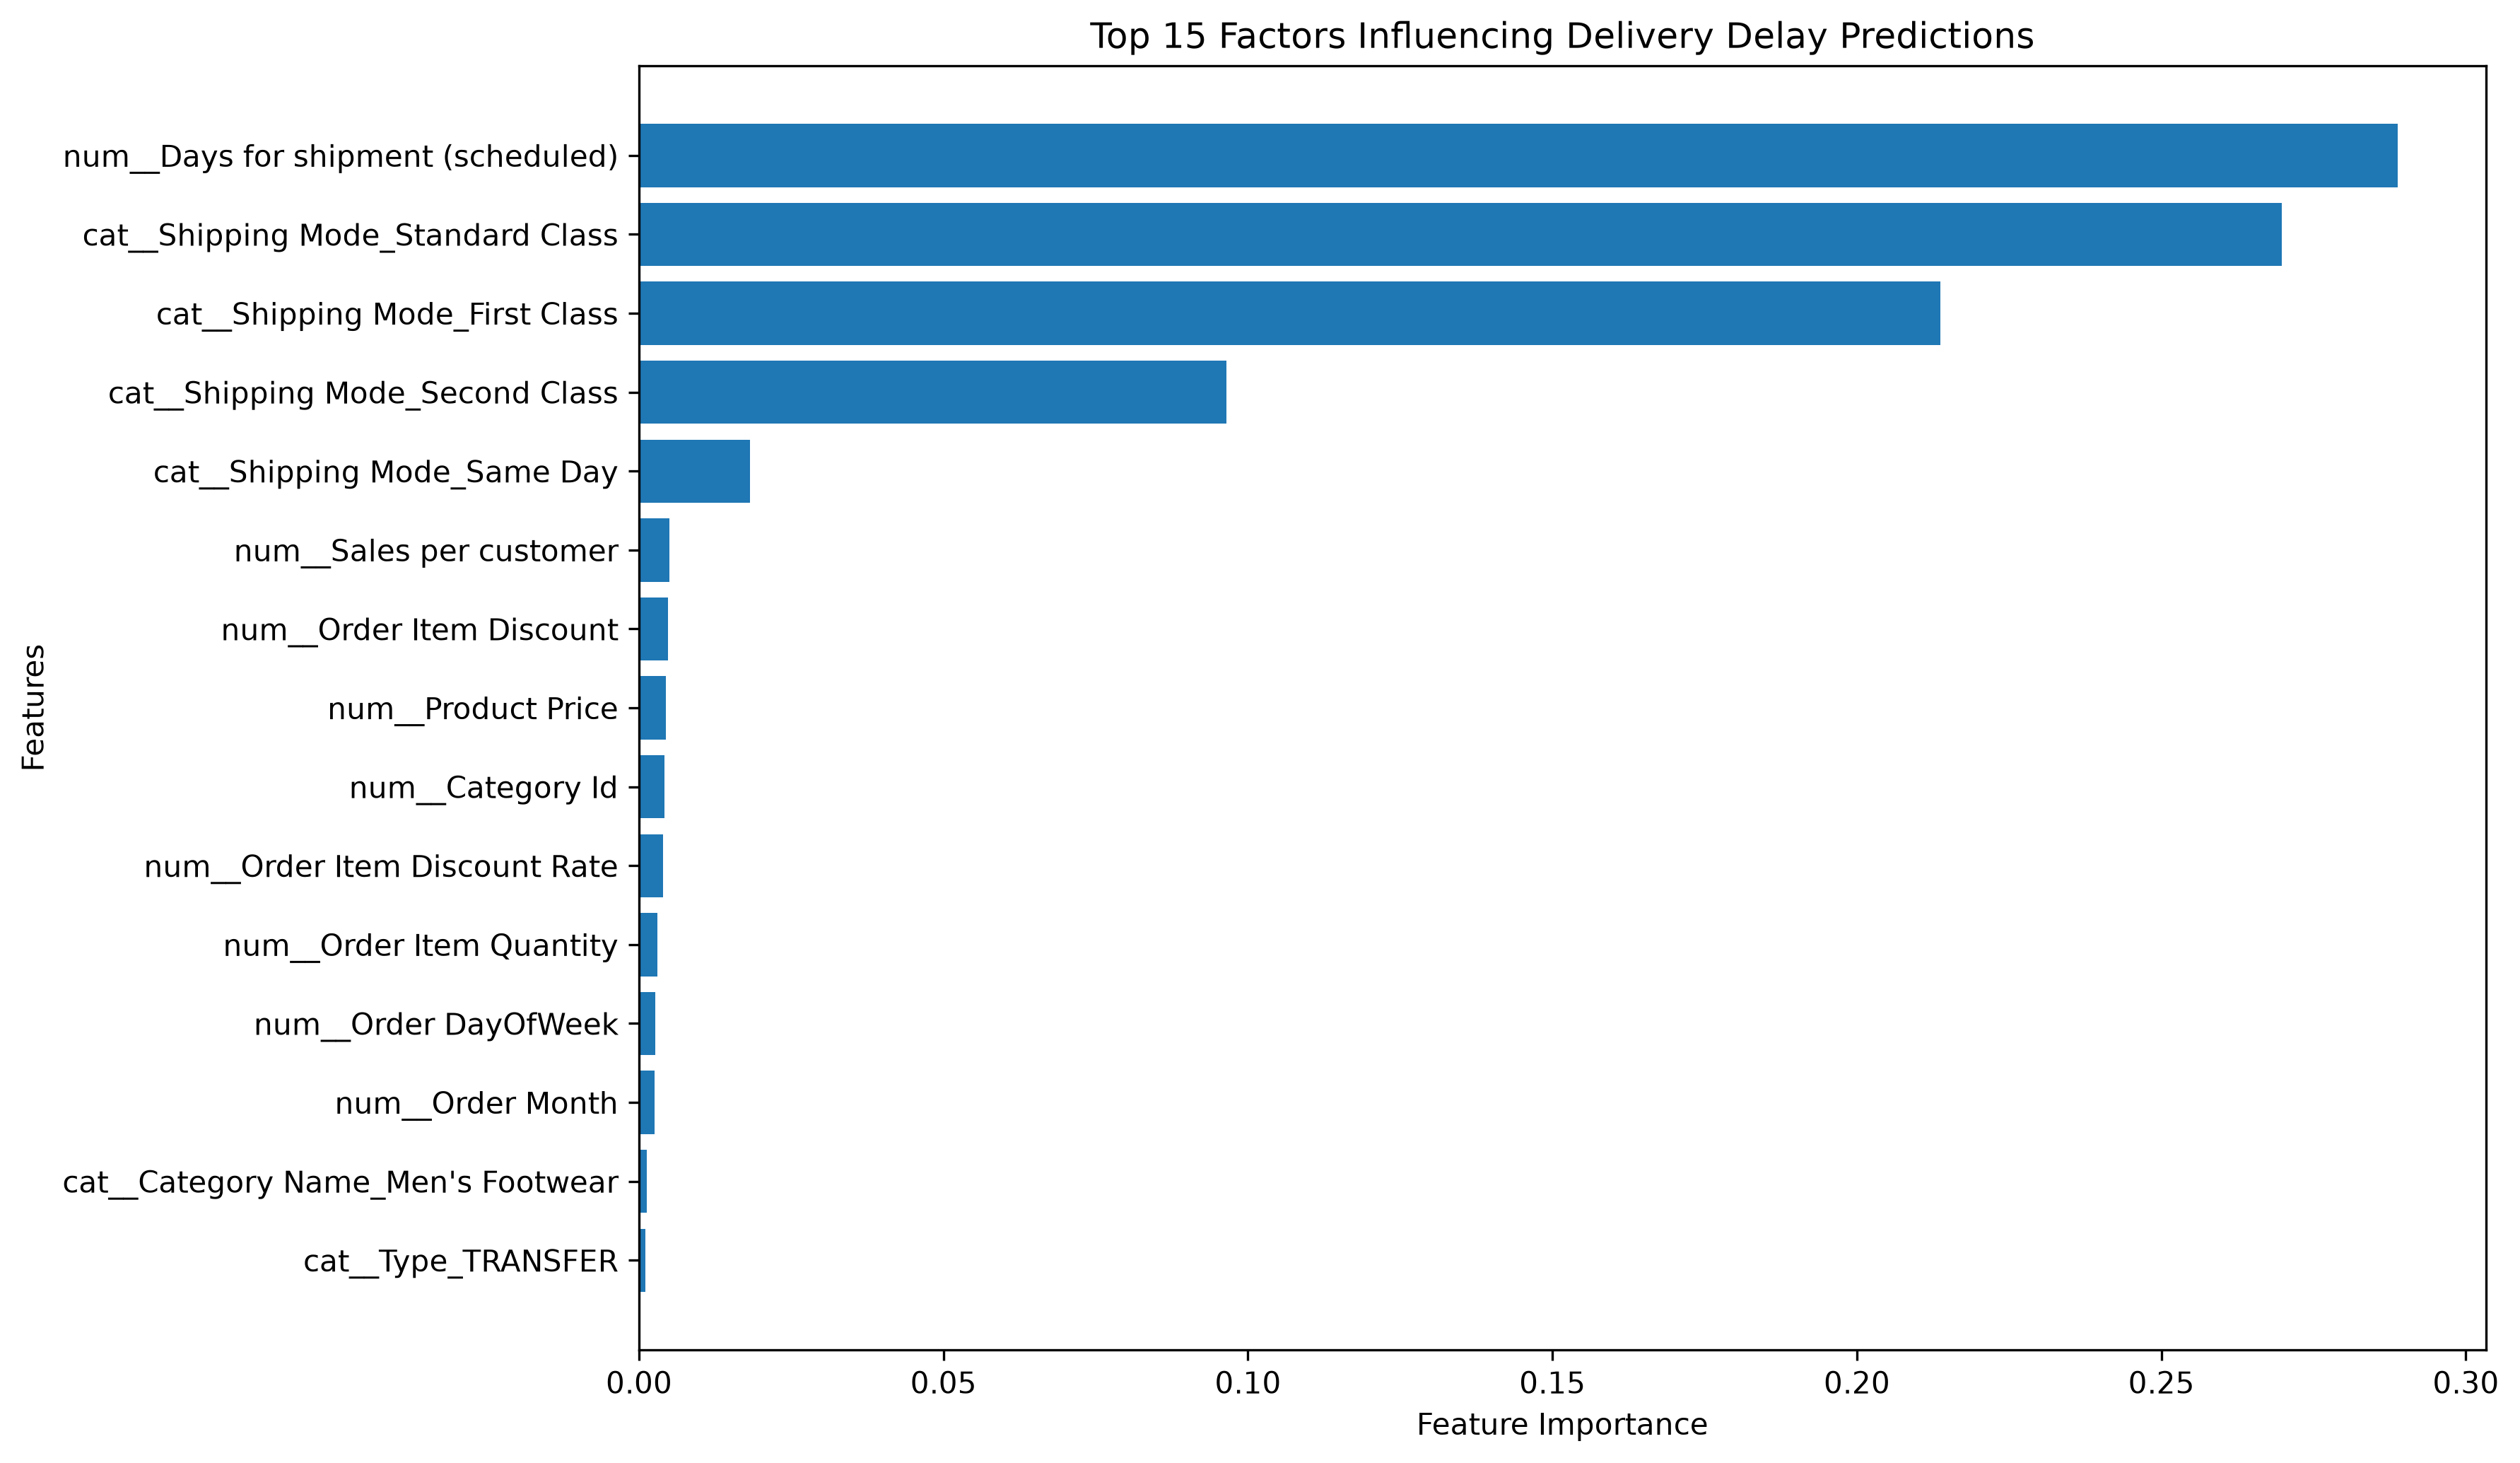 Top 15 Factors Influencing Delivery Delay Predictions
Features
num__Days for shipment (scheduled)
cat__Shipping Mode_Standard Class
cat__Shipping Mode_First Class
cat__Shipping Mode_Second Class
cat__Shipping Mode_Same Day
num__Sales per customer
num__Order Item Discount
num__Product Price
num__Category Id
num__Order Item Discount Rate
num__Order Item Quantity
num__Order DayOfWeek
num__Order Month
cat__Category Name_Men's Footwear
cat__Type_TRANSFER
0.00 0.05 0.10 0.15 0.20 0.25 0.30
Feature Importance